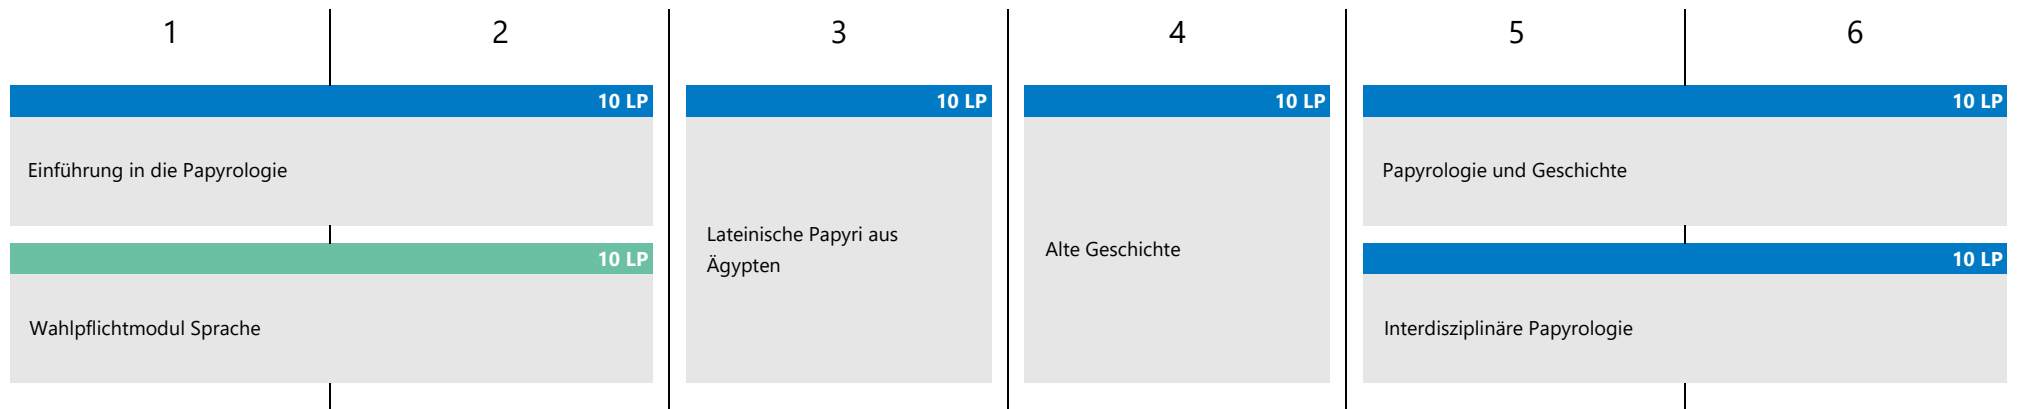 1
2
3
4
5
6
10 LP
Einführung in die Papyrologie
10 LP
Wahlpflichtmodul Sprache
10 LP
Lateinische Papyri aus
Ägypten
10 LP
Alte Geschichte
10 LP
Papyrologie und Geschichte
10 LP
Interdisziplinäre Papyrologie